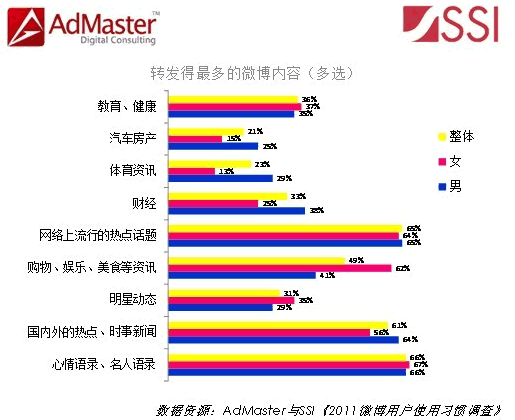 AdMaster
Digital Consulting
SSI
转发得最多的微博内容（多选）
教育、健康
36%
37%
35%
汽车房产
21%
15%
25%
体育资讯
23%
13%
29%
财经
33%
25%
38%
网络上流行的热点话题
65%
64%
65%
购物、娱乐、美食等资讯
49%
62%
41%
明星动态
31%
35%
29%
国内外的热点、时事新闻
61%
56%
64%
心情语录、名人语录
66%
67%
66%
整体
女
男
数据资源：AdMaster与SSI《2011微博用户使用习惯调查》